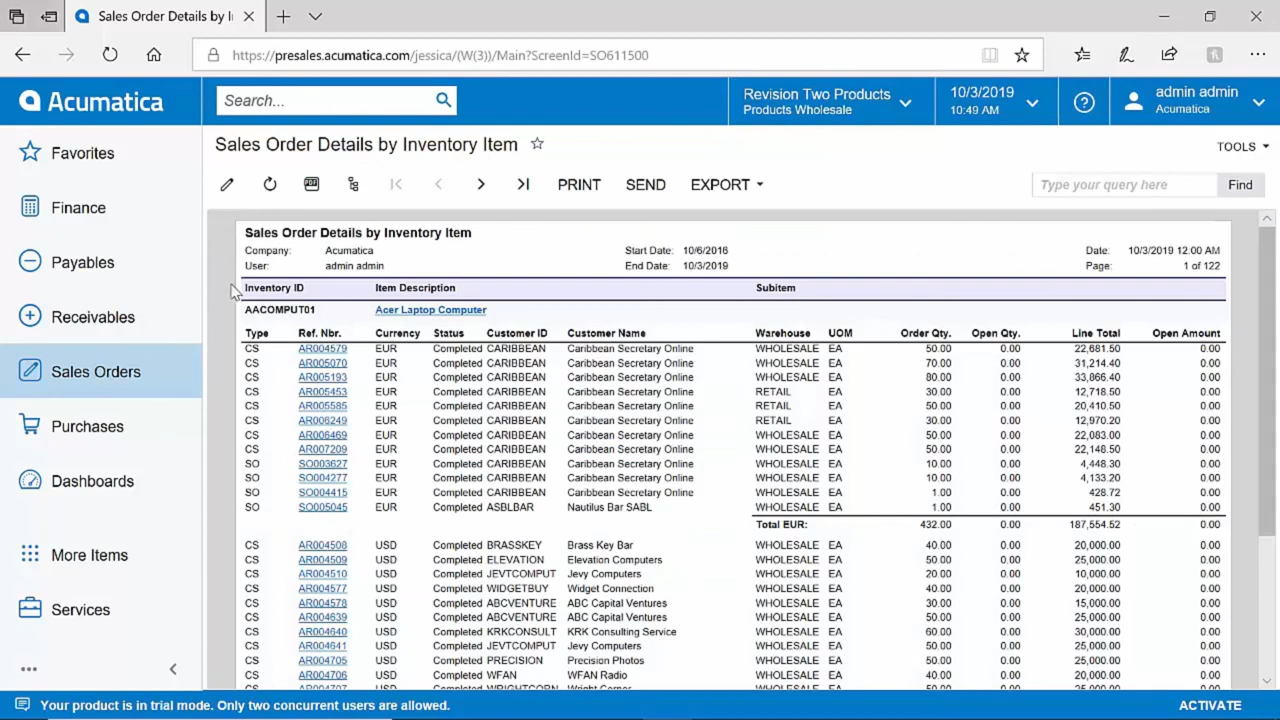 Sales Order Details by I
https://presales.acumatica.com/jessica/(W(3))/Main?ScreenId=SO611500
Acumatica
Search...
Revision Two Products
Products Wholesale
10/3/2019
10:49 AM
admin admin
Acumatica
Favorites
Finance
Payables
Receivables
Sales Orders
Purchases
Dashboards
More Items
Services
Sales Order Details by Inventory Item
TOOLS
PDF PRINT SEND EXPORT
Type your query here Find
Sales Order Details by Inventory Item
Company: Acumatica Start Date: 10/6/2016 Date: 10/3/2019 12:00 AM
User: admin admin End Date: 10/3/2019 Page: 1 of 122
Inventory ID Item Description Subitem
AACOMPUT01 Acer Laptop Computer
Type Ref. Nbr. Currency Status Customer ID Customer Name Warehouse UOM Order Qty. Open Qty. Line Total Open Amount
CS AR004579 EUR Completed CARIBBEAN Caribbean Secretary Online WHOLESALE EA 50.00 0.00 22,681.50 0.00
CS AR005070 EUR Completed CARIBBEAN Caribbean Secretary Online WHOLESALE EA 70.00 0.00 31,214.40 0.00
CS AR005193 EUR Completed CARIBBEAN Caribbean Secretary Online WHOLESALE EA 80.00 0.00 33,866.40 0.00
CS AR005453 EUR Completed CARIBBEAN Caribbean Secretary Online RETAIL EA 30.00 0.00 12,718.50 0.00
CS AR005585 EUR Completed CARIBBEAN Caribbean Secretary Online RETAIL EA 50.00 0.00 20,410.50 0.00
CS AR006249 EUR Completed CARIBBEAN Caribbean Secretary Online RETAIL EA 30.00 0.00 12,970.20 0.00
CS AR006469 EUR Completed CARIBBEAN Caribbean Secretary Online WHOLESALE EA 50.00 0.00 22,083.00 0.00
CS AR007209 EUR Completed CARIBBEAN Caribbean Secretary Online WHOLESALE EA 50.00 0.00 22,148.50 0.00
SO SO003627 EUR Completed CARIBBEAN Caribbean Secretary Online WHOLESALE EA 10.00 0.00 4,448.30 0.00
SO SO004277 EUR Completed CARIBBEAN Caribbean Secretary Online WHOLESALE EA 10.00 0.00 4,133.20 0.00
SO SO004415 EUR Completed CARIBBEAN Caribbean Secretary Online WHOLESALE EA 1.00 0.00 428.72 0.00
SO SO005045 EUR Completed ASBLBAR Nautilus Bar SABL WHOLESALE EA 1.00 0.00 451.30 0.00
Total EUR: 432.00 0.00 187,554.52 0.00
CS AR004508 USD Completed BRASSKEY Brass Key Bar WHOLESALE EA 40.00 0.00 20,000.00 0.00
CS AR004509 USD Completed ELEVATION Elevation Computers WHOLESALE EA 50.00 0.00 25,000.00 0.00
CS AR004510 USD Completed JEVTCOMPUT Jevy Computers WHOLESALE EA 20.00 0.00 10,000.00 0.00
CS AR004577 USD Completed WIDGETBUY Widget Connection WHOLESALE EA 40.00 0.00 20,000.00 0.00
CS AR004578 USD Completed ABCVENTURE ABC Capital Ventures WHOLESALE EA 30.00 0.00 15,000.00 0.00
CS AR004639 USD Completed ABCVENTURE ABC Capital Ventures WHOLESALE EA 50.00 0.00 25,000.00 0.00
CS AR004640 USD Completed KRKCONSULT KRK Consulting Service WHOLESALE EA 60.00 0.00 30,000.00 0.00
CS AR004641 USD Completed JEVTCOMPUT Jevy Computers WHOLESALE EA 50.00 0.00 25,000.00 0.00
CS AR004705 USD Completed PRECISION Precision Photos WHOLESALE EA 50.00 0.00 25,000.00 0.00
CS AR004706 USD Completed WFAN WFAN Radio WHOLESALE EA 40.00 0.00 20,000.00 0.00
CS AR004707 USD Completed WRIGHTCORN Wright Corner WHOLESALE EA 50.00 0.00 25,000.00 0.00
Your product is in trial mode. Only two concurrent users are allowed.
ACTIVATE